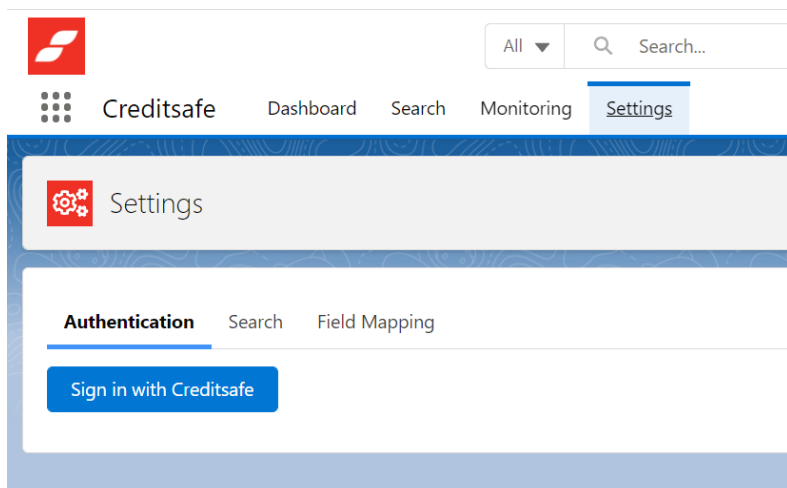 All Search...
Creditsafe Dashboard Search Monitoring Settings
Settings
Authentication Search Field Mapping
Sign in with Creditsafe